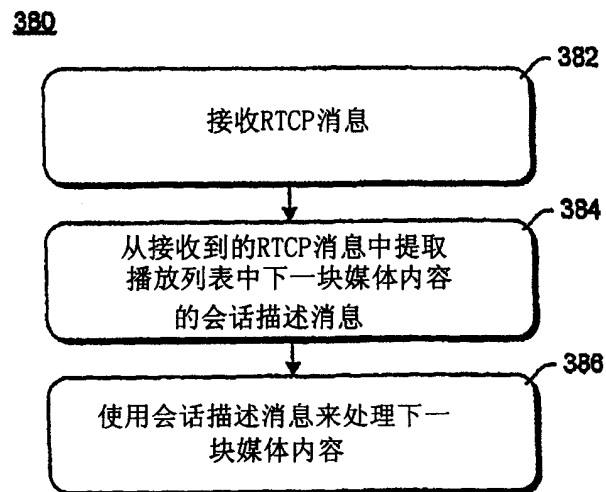 380
382
接收RTCP消息
384
从接收到的RTCP消息中提取
播放列表中下一块媒体内容
的会话描述消息
386
使用会话描述消息来处理下一
块媒体内容